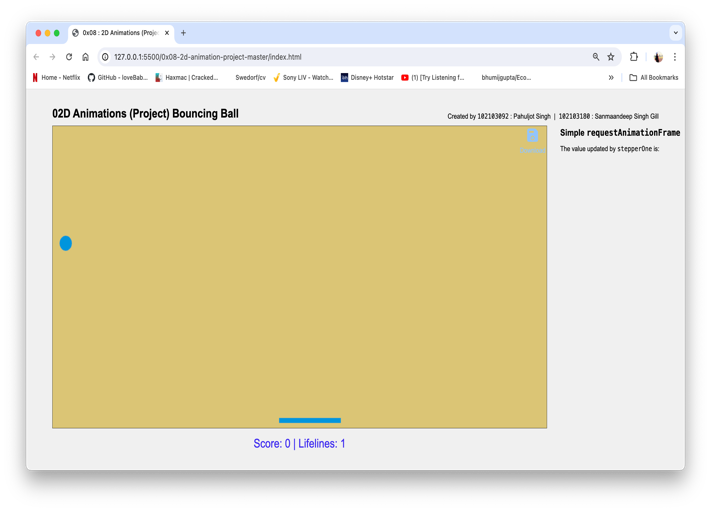 0x08 : 2D Animations (Proje
127.0.0.1:5500/0x08-2d-animation-project-master/index.html
Home - Netflix
GitHub - loveBab...
Haxmac | Cracked...
Swedorf/cv
Sony LIV - Watch...
Disney+ Hotstar
(1) [Try Listening f...
bhumijgupta/Eco...
All Bookmarks
02D Animations (Project) Bouncing Ball
Created by 102103092 : Pahuljot Singh | 102103180 : Sanmaandeep Singh Gill
Simple requestAnimationFrame
The value updated by stepperOne is:
Score: 0 | Lifelines: 1